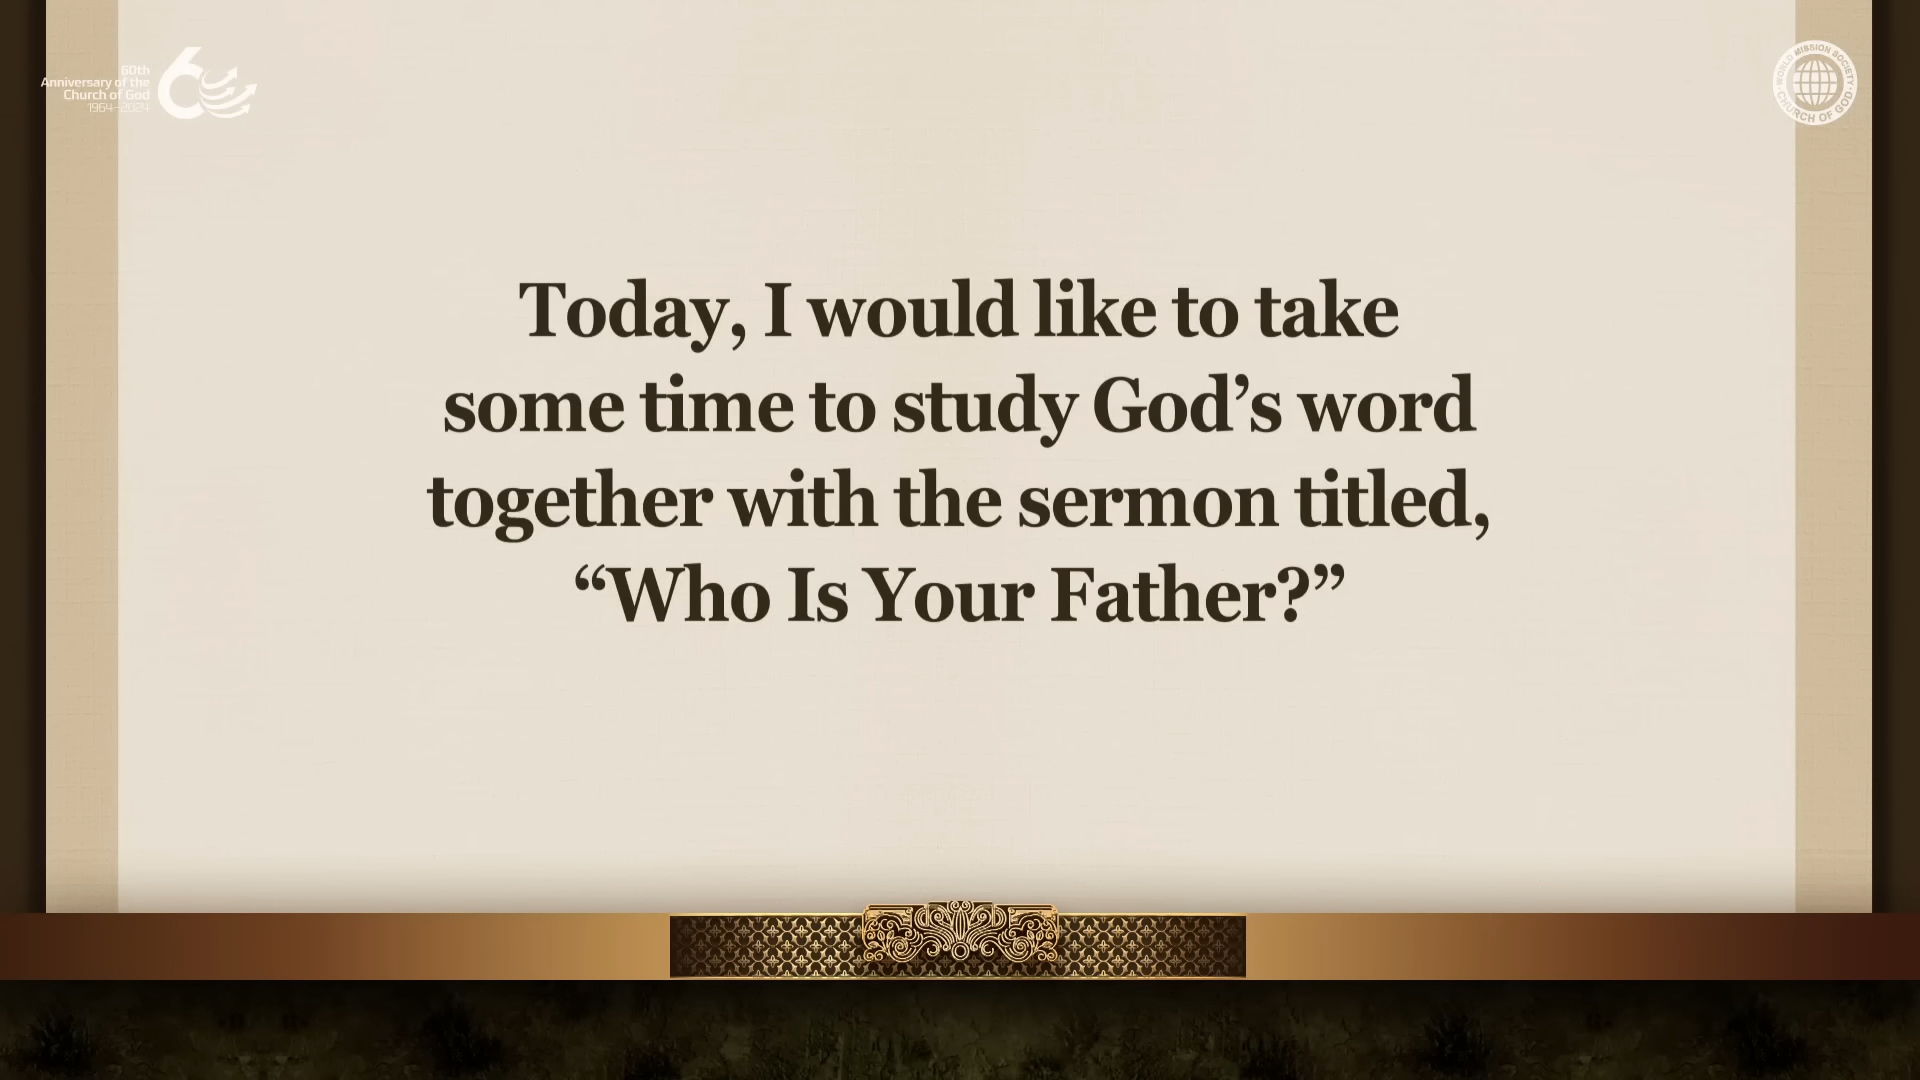 60th
Anniversary of the
Church of God
1964–2024
WORLD MISSION SOCIETY
CHURCH OF GOD
Today, I would like to take
some time to study God’s word
together with the sermon titled,
“Who Is Your Father?”